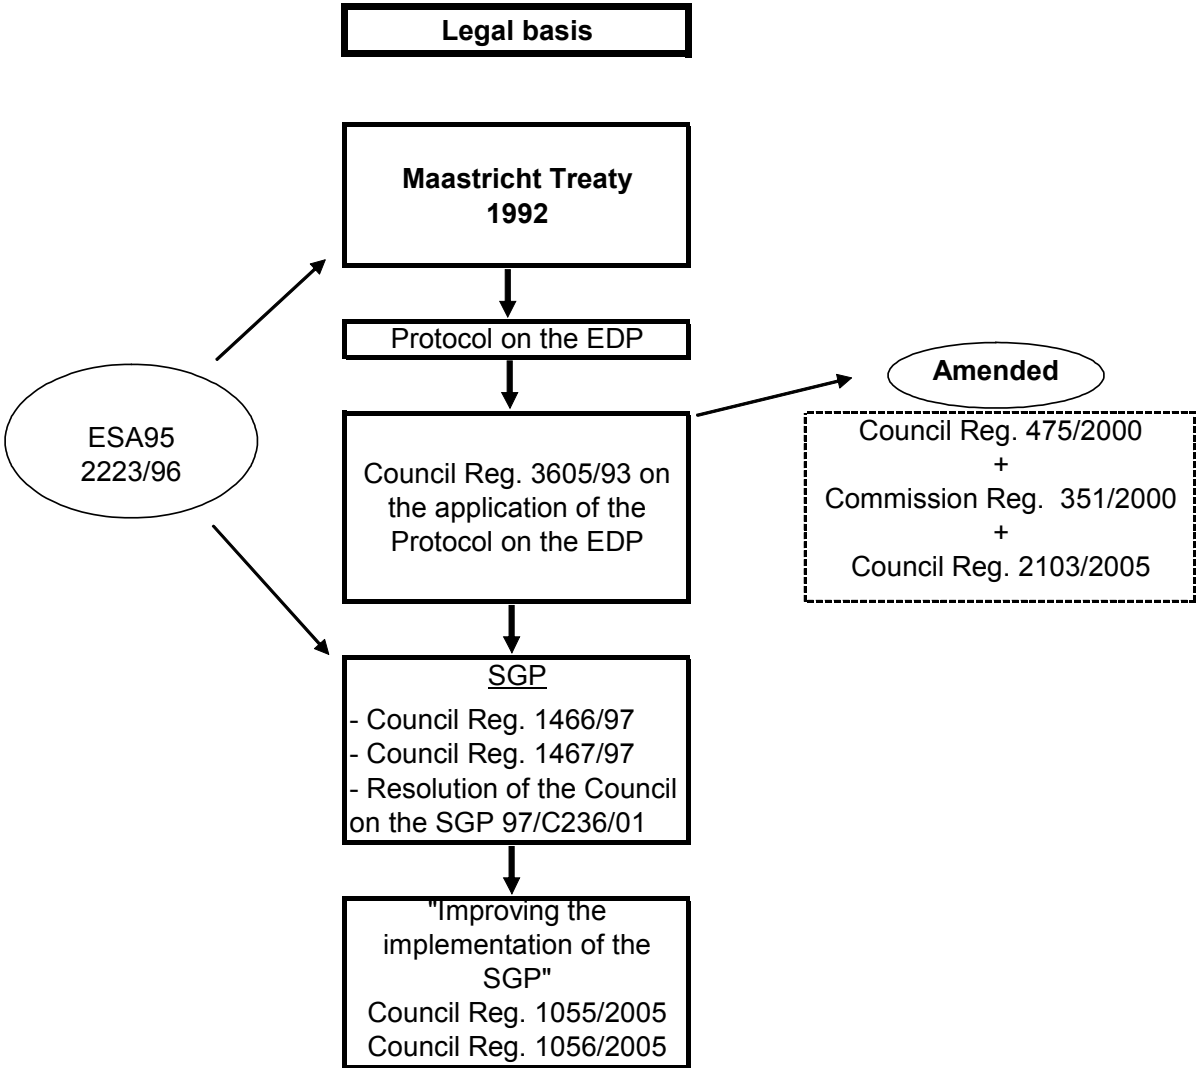 Legal basis
Maastricht Treaty
1992
Protocol on the EDP
Amended
ESA95
2223/96
Council Reg. 3605/93 on
the application of the
Protocol on the EDP
Council Reg. 475/2000
+
Commission Reg.  351/2000
+
Council Reg. 2103/2005
SGP
- Council Reg. 1466/97
- Council Reg. 1467/97
- Resolution of the Council
on the SGP 97/C236/01
"Improving the
implementation of the
SGP"
Council Reg. 1055/2005
Council Reg. 1056/2005